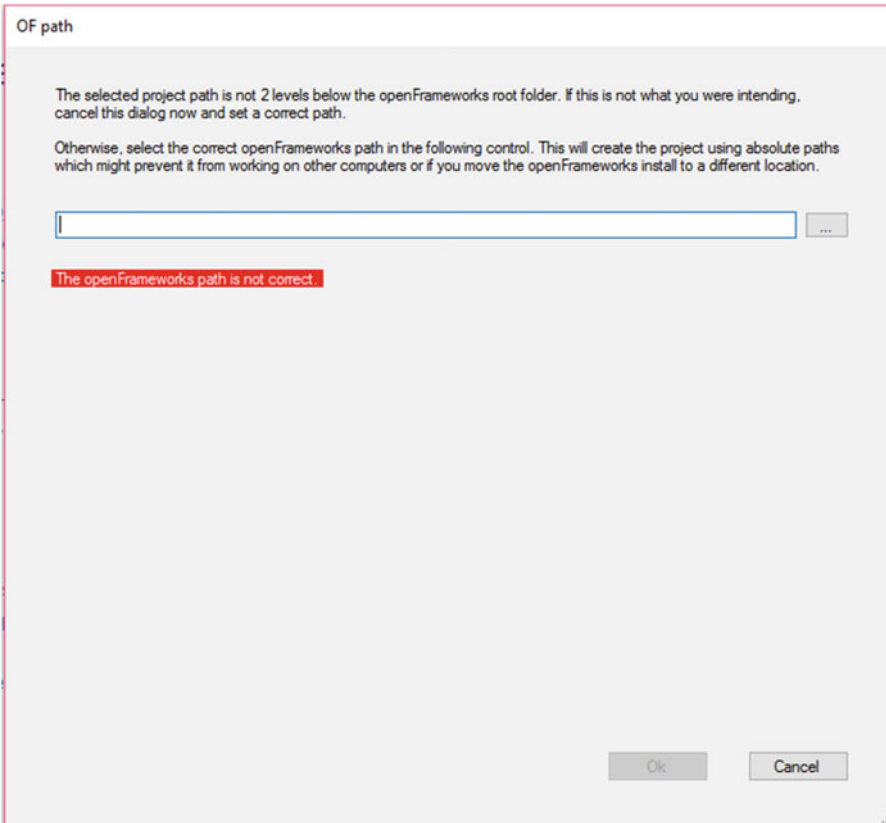 OF path
The selected project path is not 2 levels below the openFrameworks root folder. If this is not what you were intending,
cancel this dialog now and set a correct path.
Otherwise, select the correct openFrameworks path in the following control. This will create the project using absolute paths
which might prevent it from working on other computers or if you move the openFrameworks install to a different location.
...
The openFrameworks path is not correct.
Ok
Cancel